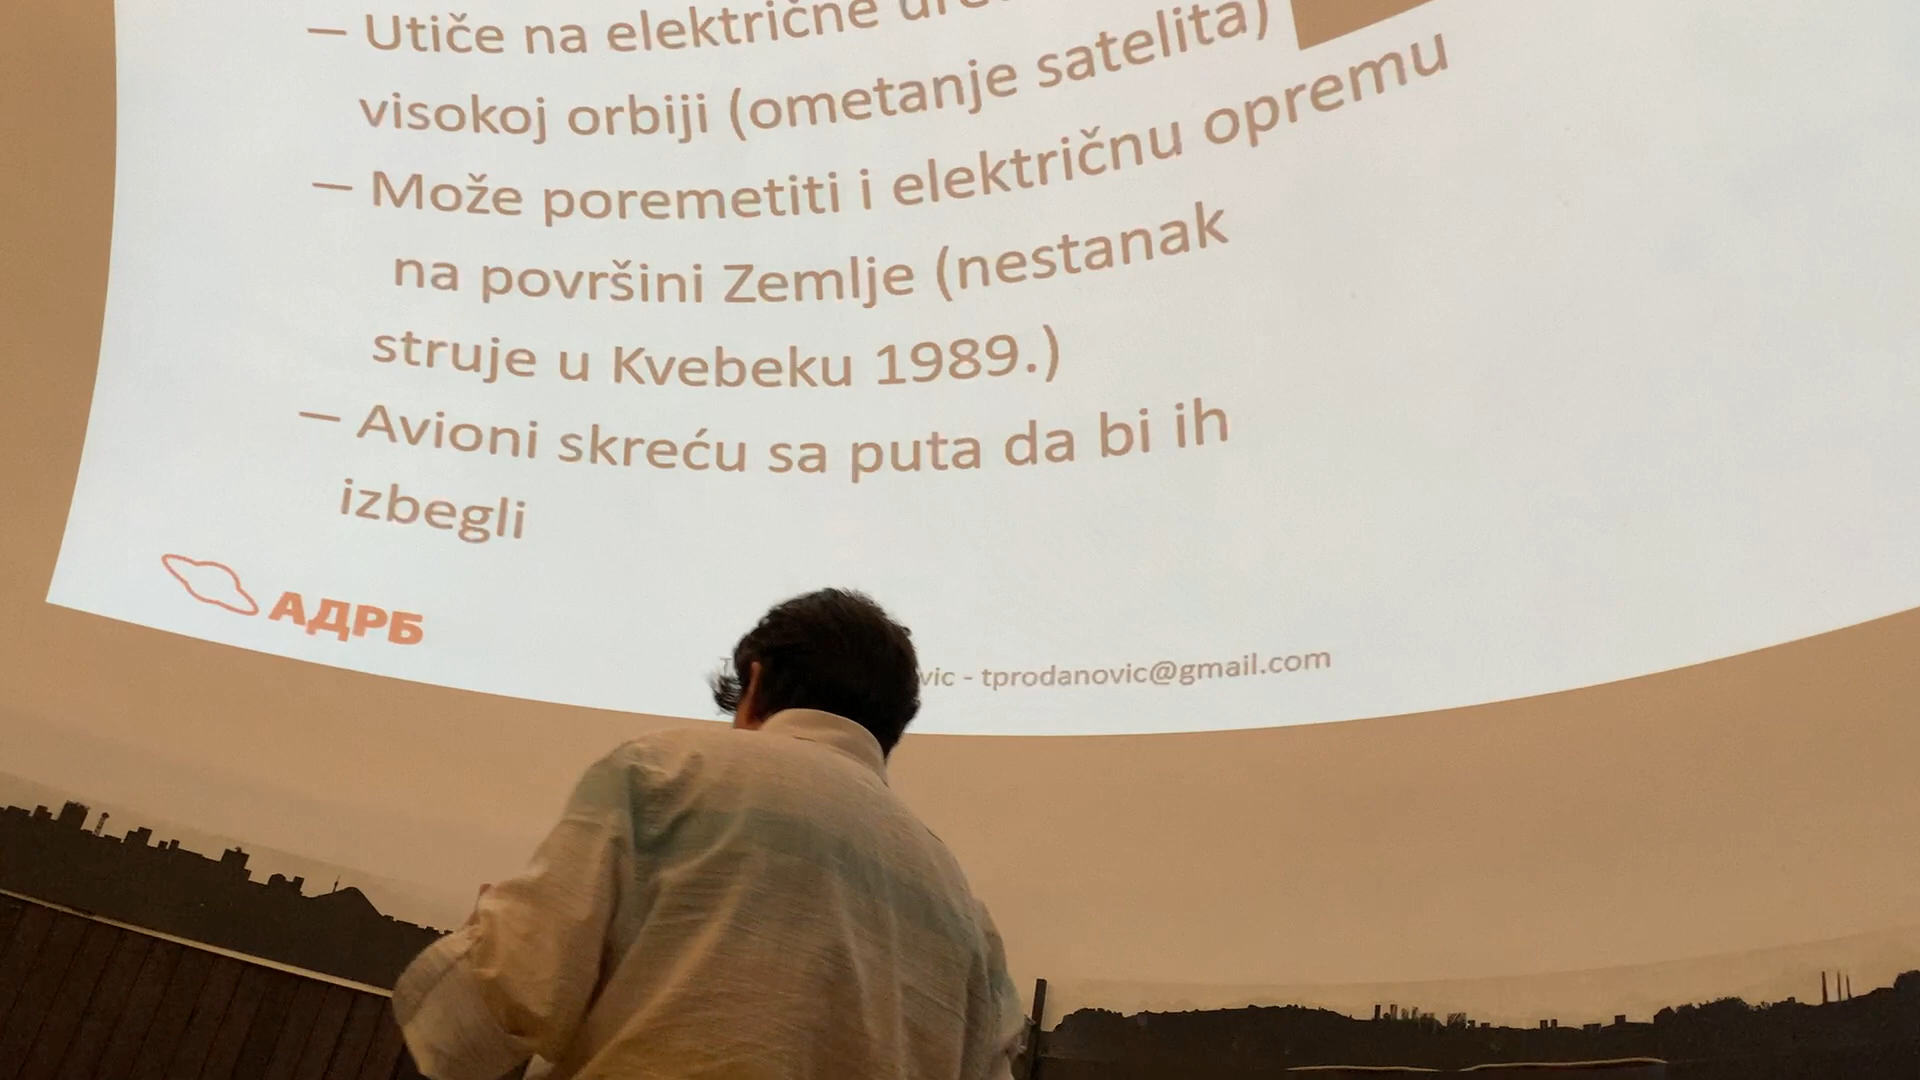 — Utiče na električne
visokoj orbiji (ometanje satelita)
— Može poremetiti i električnu opremu
na površini Zemlje (nestanak
struje u Kvebeku 1989.)
— Avioni skreću sa puta da bi ih
izbegli
АДРБ
vic - tprodanovic@gmail.com